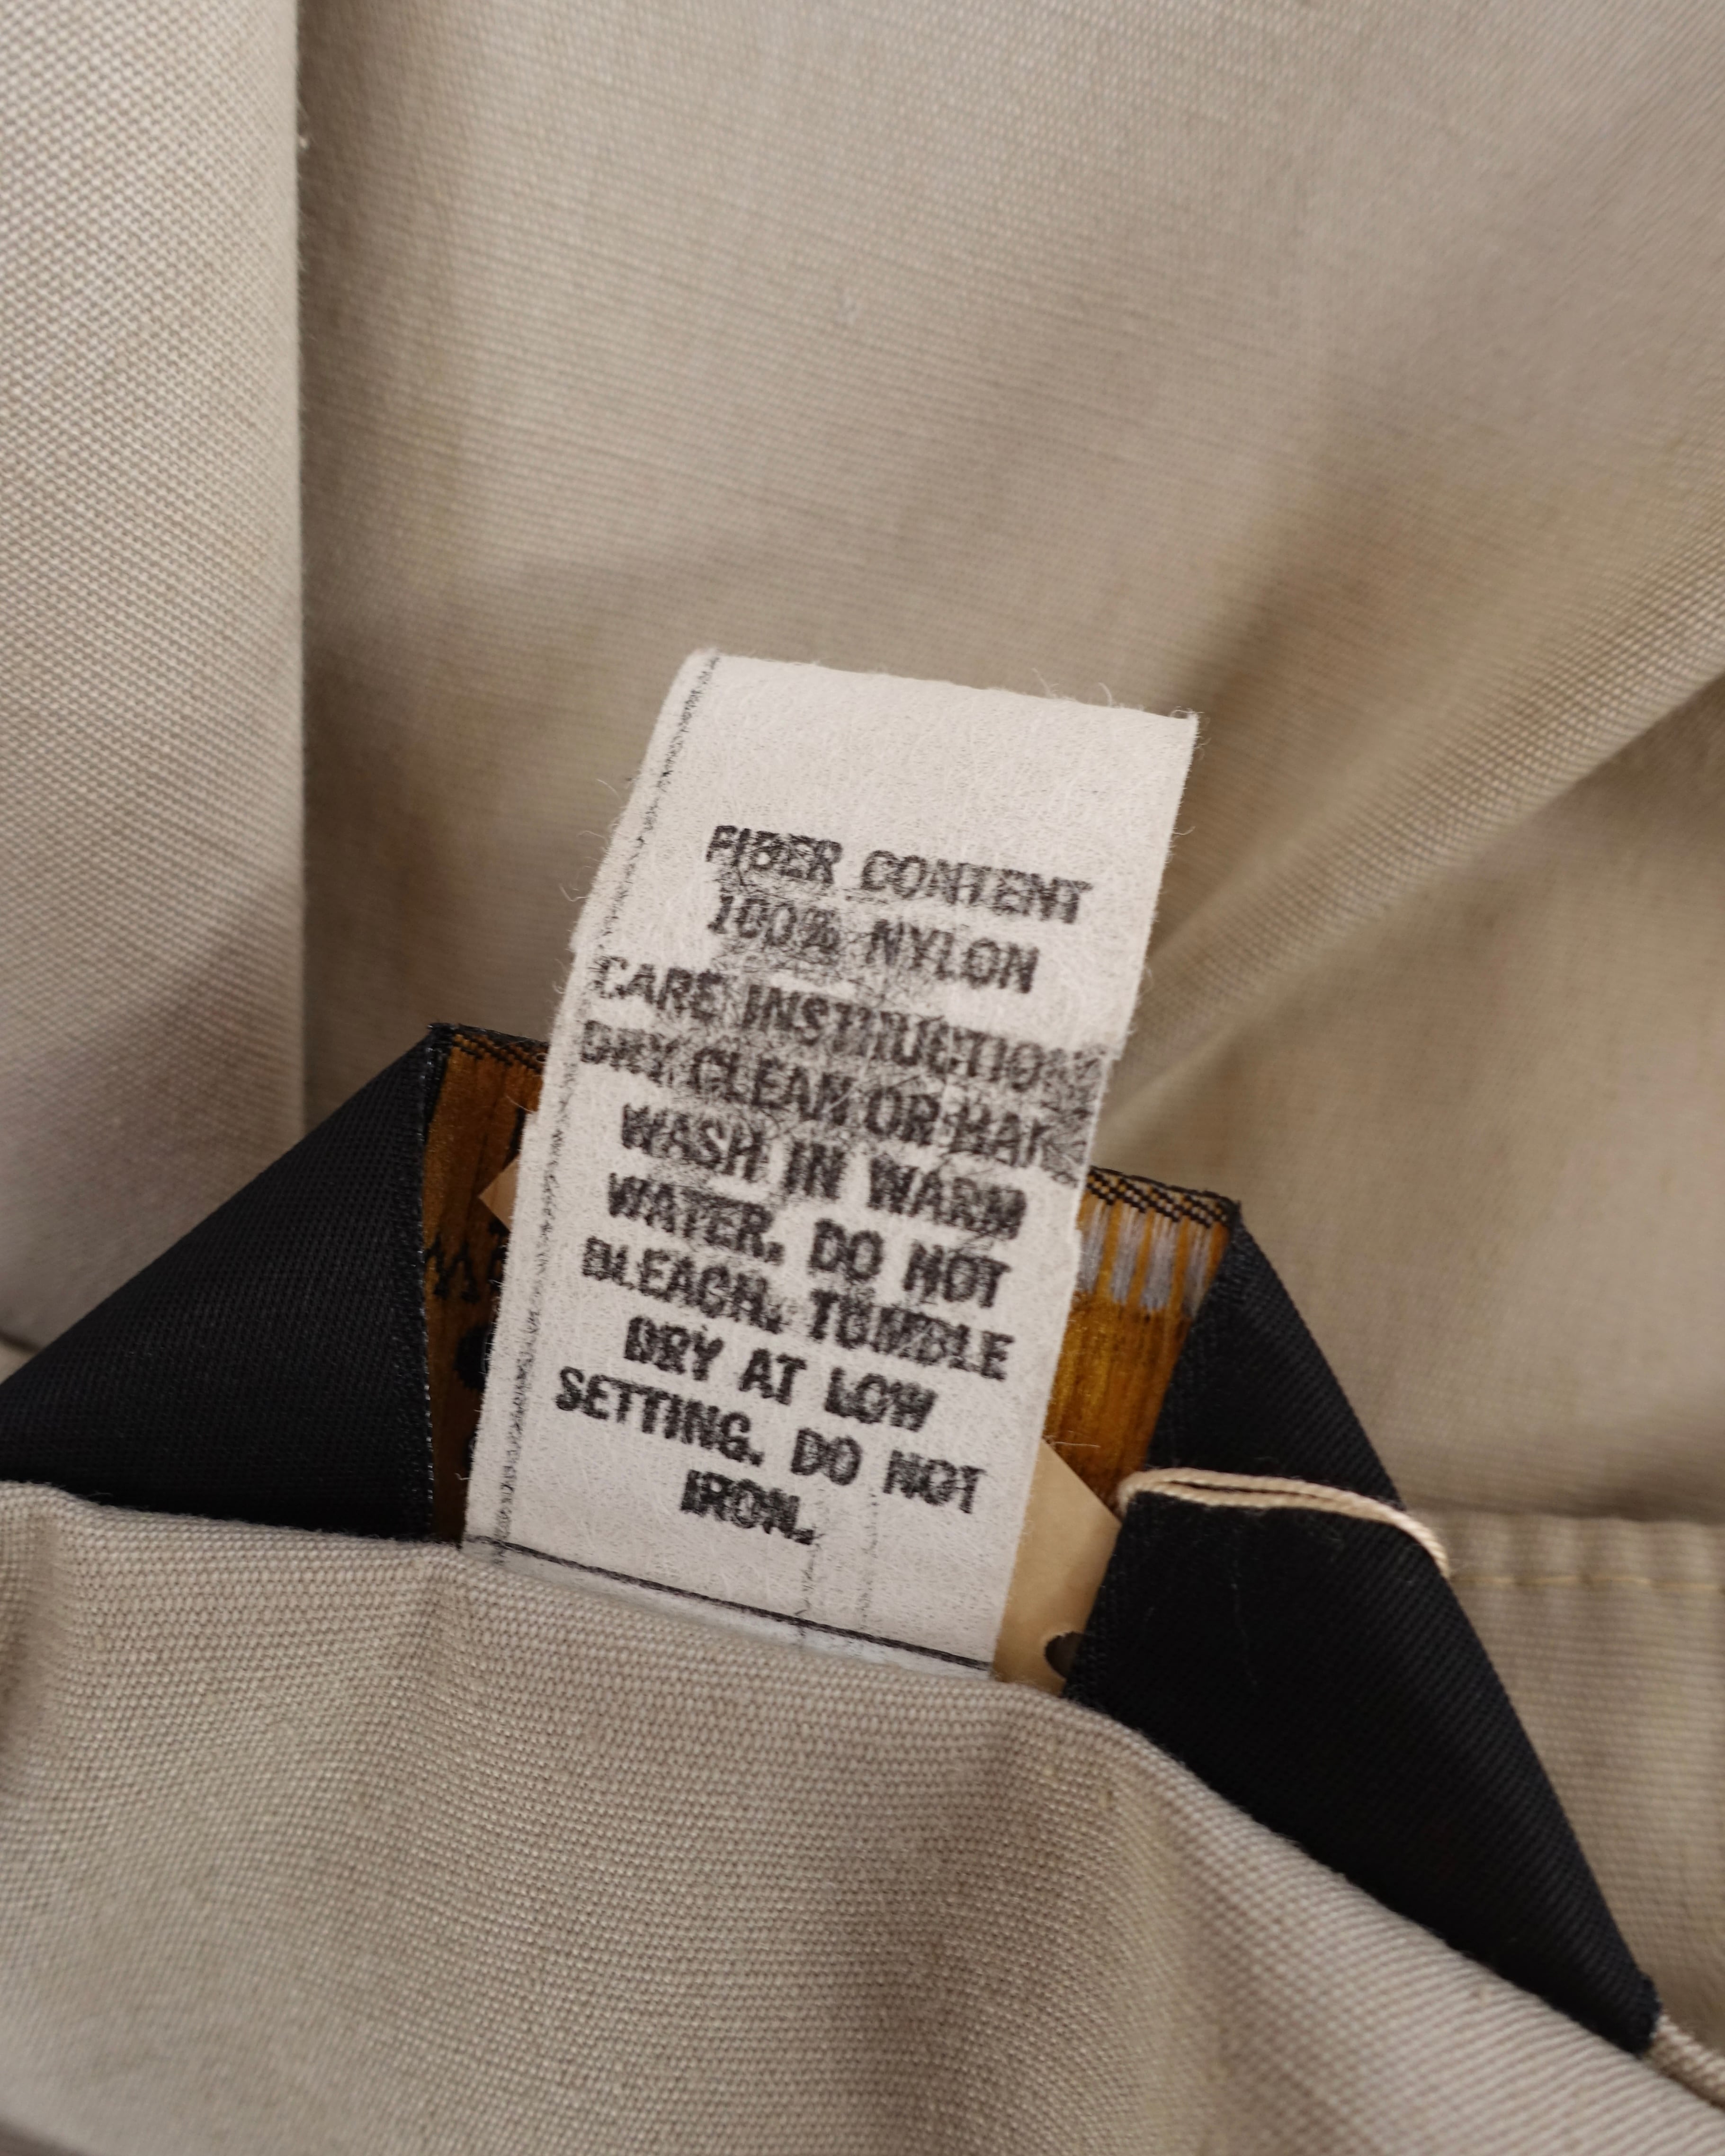 FIBER CONTENT
100% NYLON
CARE INSTRUCTIONS
DRY CLEAN OR HAND
WASH IN WARM
WATER. DO NOT
BLEACH. TUMBLE
DRY AT LOW
SETTING. DO NOT
IRON.